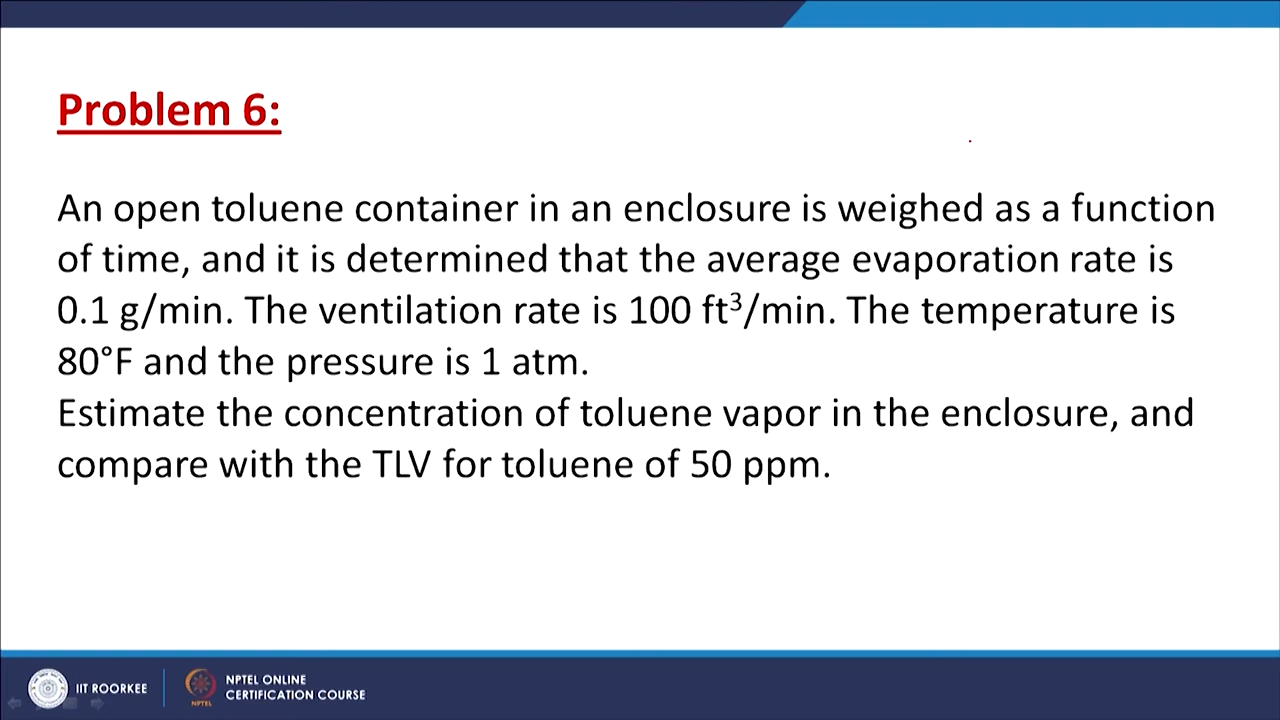 Problem 6:
An open toluene container in an enclosure is weighed as a function
of time, and it is determined that the average evaporation rate is
0.1 g/min. The ventilation rate is 100 ft³/min. The temperature is
80°F and the pressure is 1 atm.
Estimate the concentration of toluene vapor in the enclosure, and
compare with the TLV for toluene of 50 ppm.
IIT ROORKEE
NPTEL
NPTEL ONLINE
CERTIFICATION COURSE